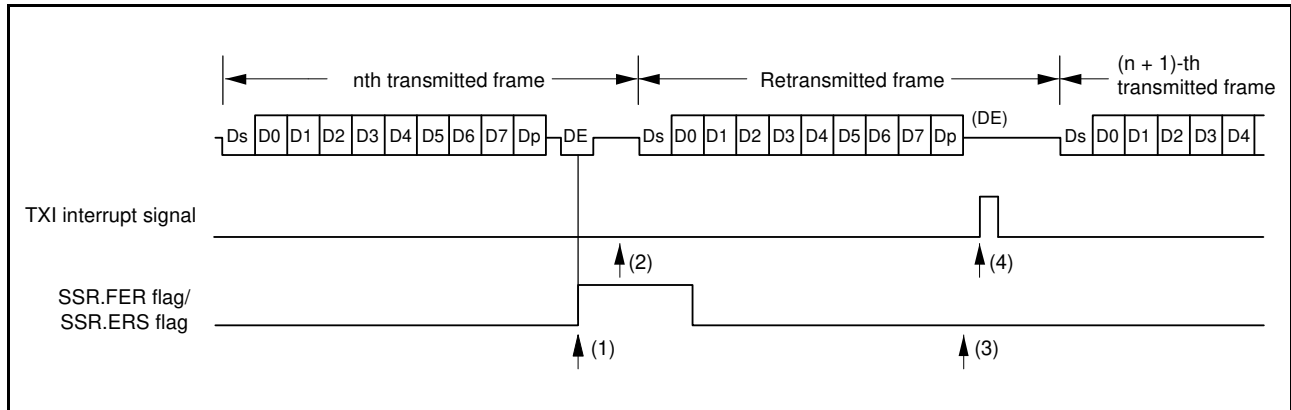 nth transmitted frame
Retransmitted frame
(n + 1)-th
transmitted frame
Ds D0 D1 D2 D3 D4 D5 D6 D7 Dp DE Ds D0 D1 D2 D3 D4 D5 D6 D7 Dp (DE) Ds D0 D1 D2 D3 D4
TXI interrupt signal
(2)
(4)
SSR.FER flag/
SSR.ERS flag
(1)
(3)